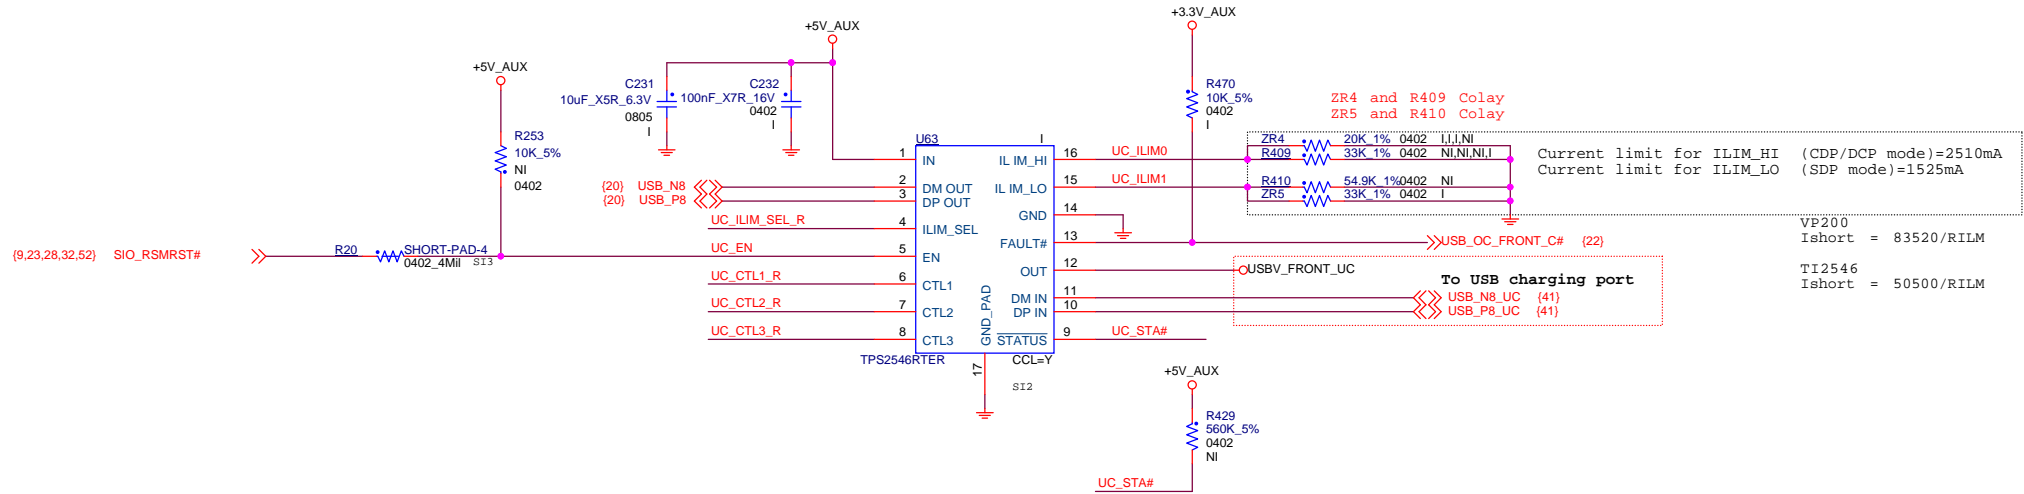 +3.3V_AUX
+5V_AUX
+5V_AUX
C231
10uF_X5R_6.3V
0805
I
C232
100nF_X7R_16V
0402
I
R470
10K_5%
0402
I
ZR4 and R409 Colay
ZR5 and R410 Colay
R253
10K_5%
NI
0402
U63 I
1 IN
2 DM OUT
3 DP OUT
4 ILIM_SEL
5 EN
6 CTL1
7 CTL2
8 CTL3
16 IL IM_HI
15 IL IM_LO
14 GND
13 FAULT#
12 OUT
11 DM IN
10 DP IN
9 STATUS
GND_PAD
17
TPS2546RTER CCL=Y
SI2
{20} USB_N8
{20} USB_P8
UC_ILIM_SEL_R
UC_EN
UC_CTL1_R
UC_CTL2_R
UC_CTL3_R
{9,23,28,32,52} SIO_RSMRST#
R20 SHORT-PAD-4
0402_4Mil SI3
UC_ILIM0
UC_ILIM1
ZR4 20K_1% 0402 I,I,I,NI
R409 33K_1% 0402 NI,NI,NI,I
R410 54.9K_1% 0402 NI
ZR5 33K_1% 0402 I
Current limit for ILIM_HI (CDP/DCP mode)=2510mA
Current limit for ILIM_LO (SDP mode)=1525mA
VP200
Ishort = 83520/RILM
TI2546
Ishort = 50500/RILM
USB_OC_FRONT_C# {22}
USBV_FRONT_UC
To USB charging port
USB_N8_UC {41}
USB_P8_UC {41}
UC_STA#
+5V_AUX
R429
560K_5%
0402
NI
UC_STA#